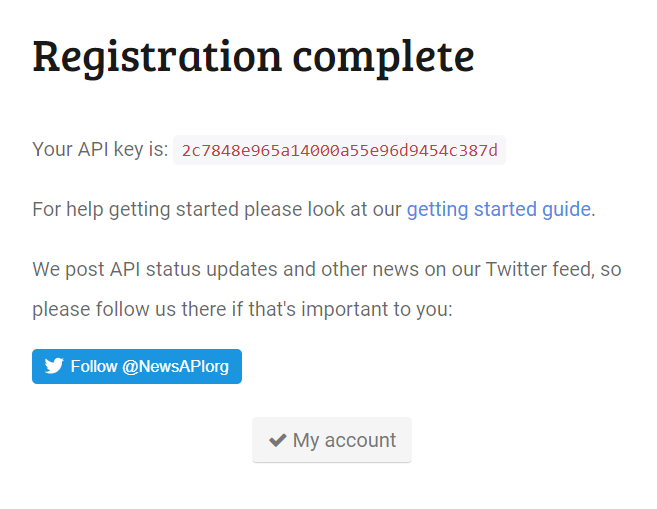 Registration complete
Your API key is: 2c7848e965a14000a55e96d9454c387d
For help getting started please look at our getting started guide.
We post API status updates and other news on our Twitter feed, so
please follow us there if that's important to you:
Follow @NewsAPIorg
My account